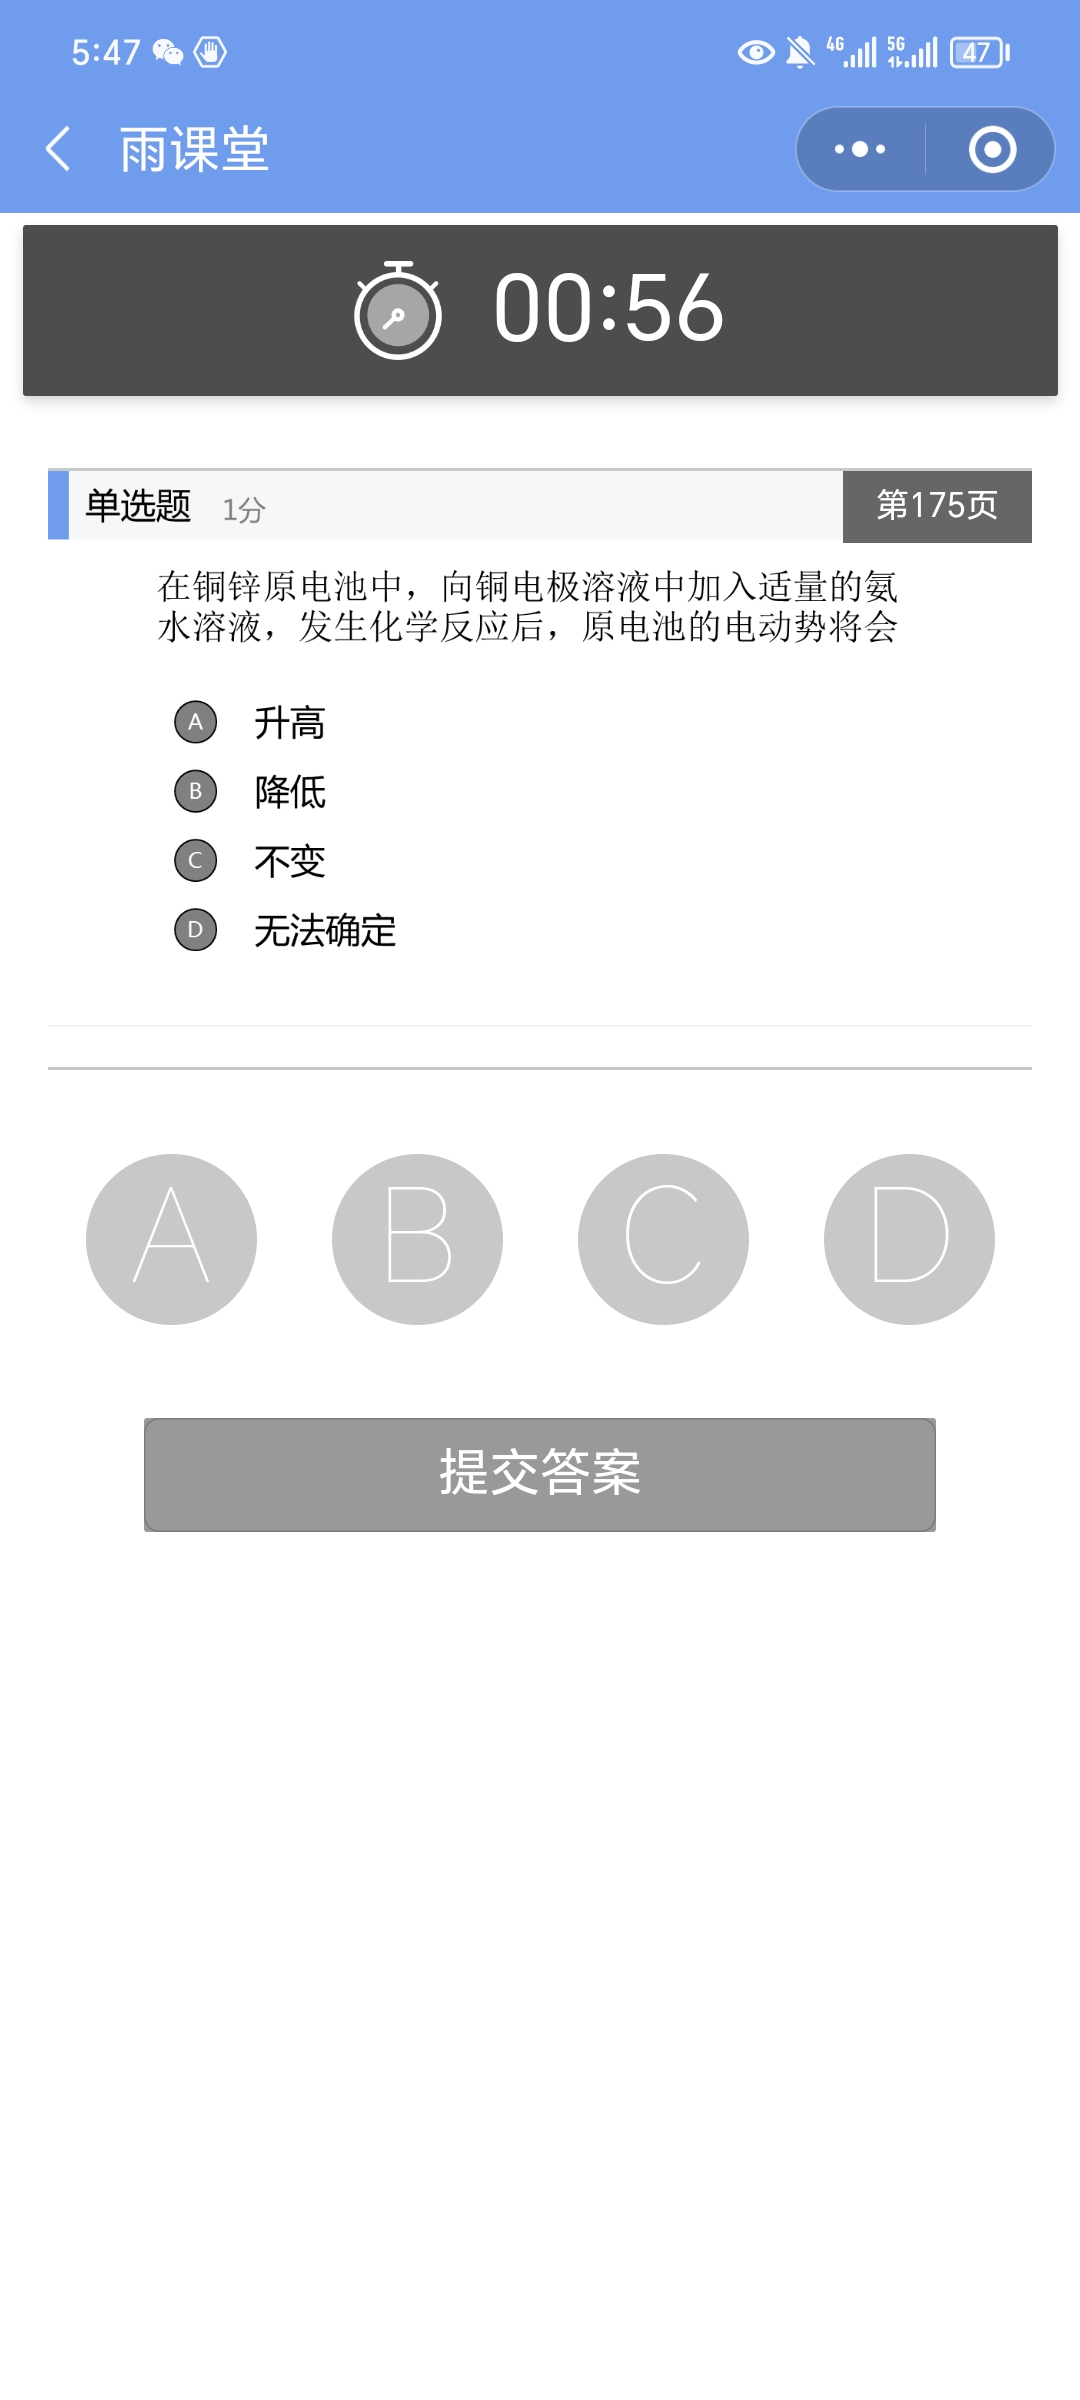 5:47 4G 5G 47
雨课堂
00:56
单选题 1分 第175页
在铜锌原电池中，向铜电极溶液中加入适量的氨
水溶液，发生化学反应后，原电池的电动势将会
A 升高
B 降低
C 不变
D 无法确定
A B C D
提交答案